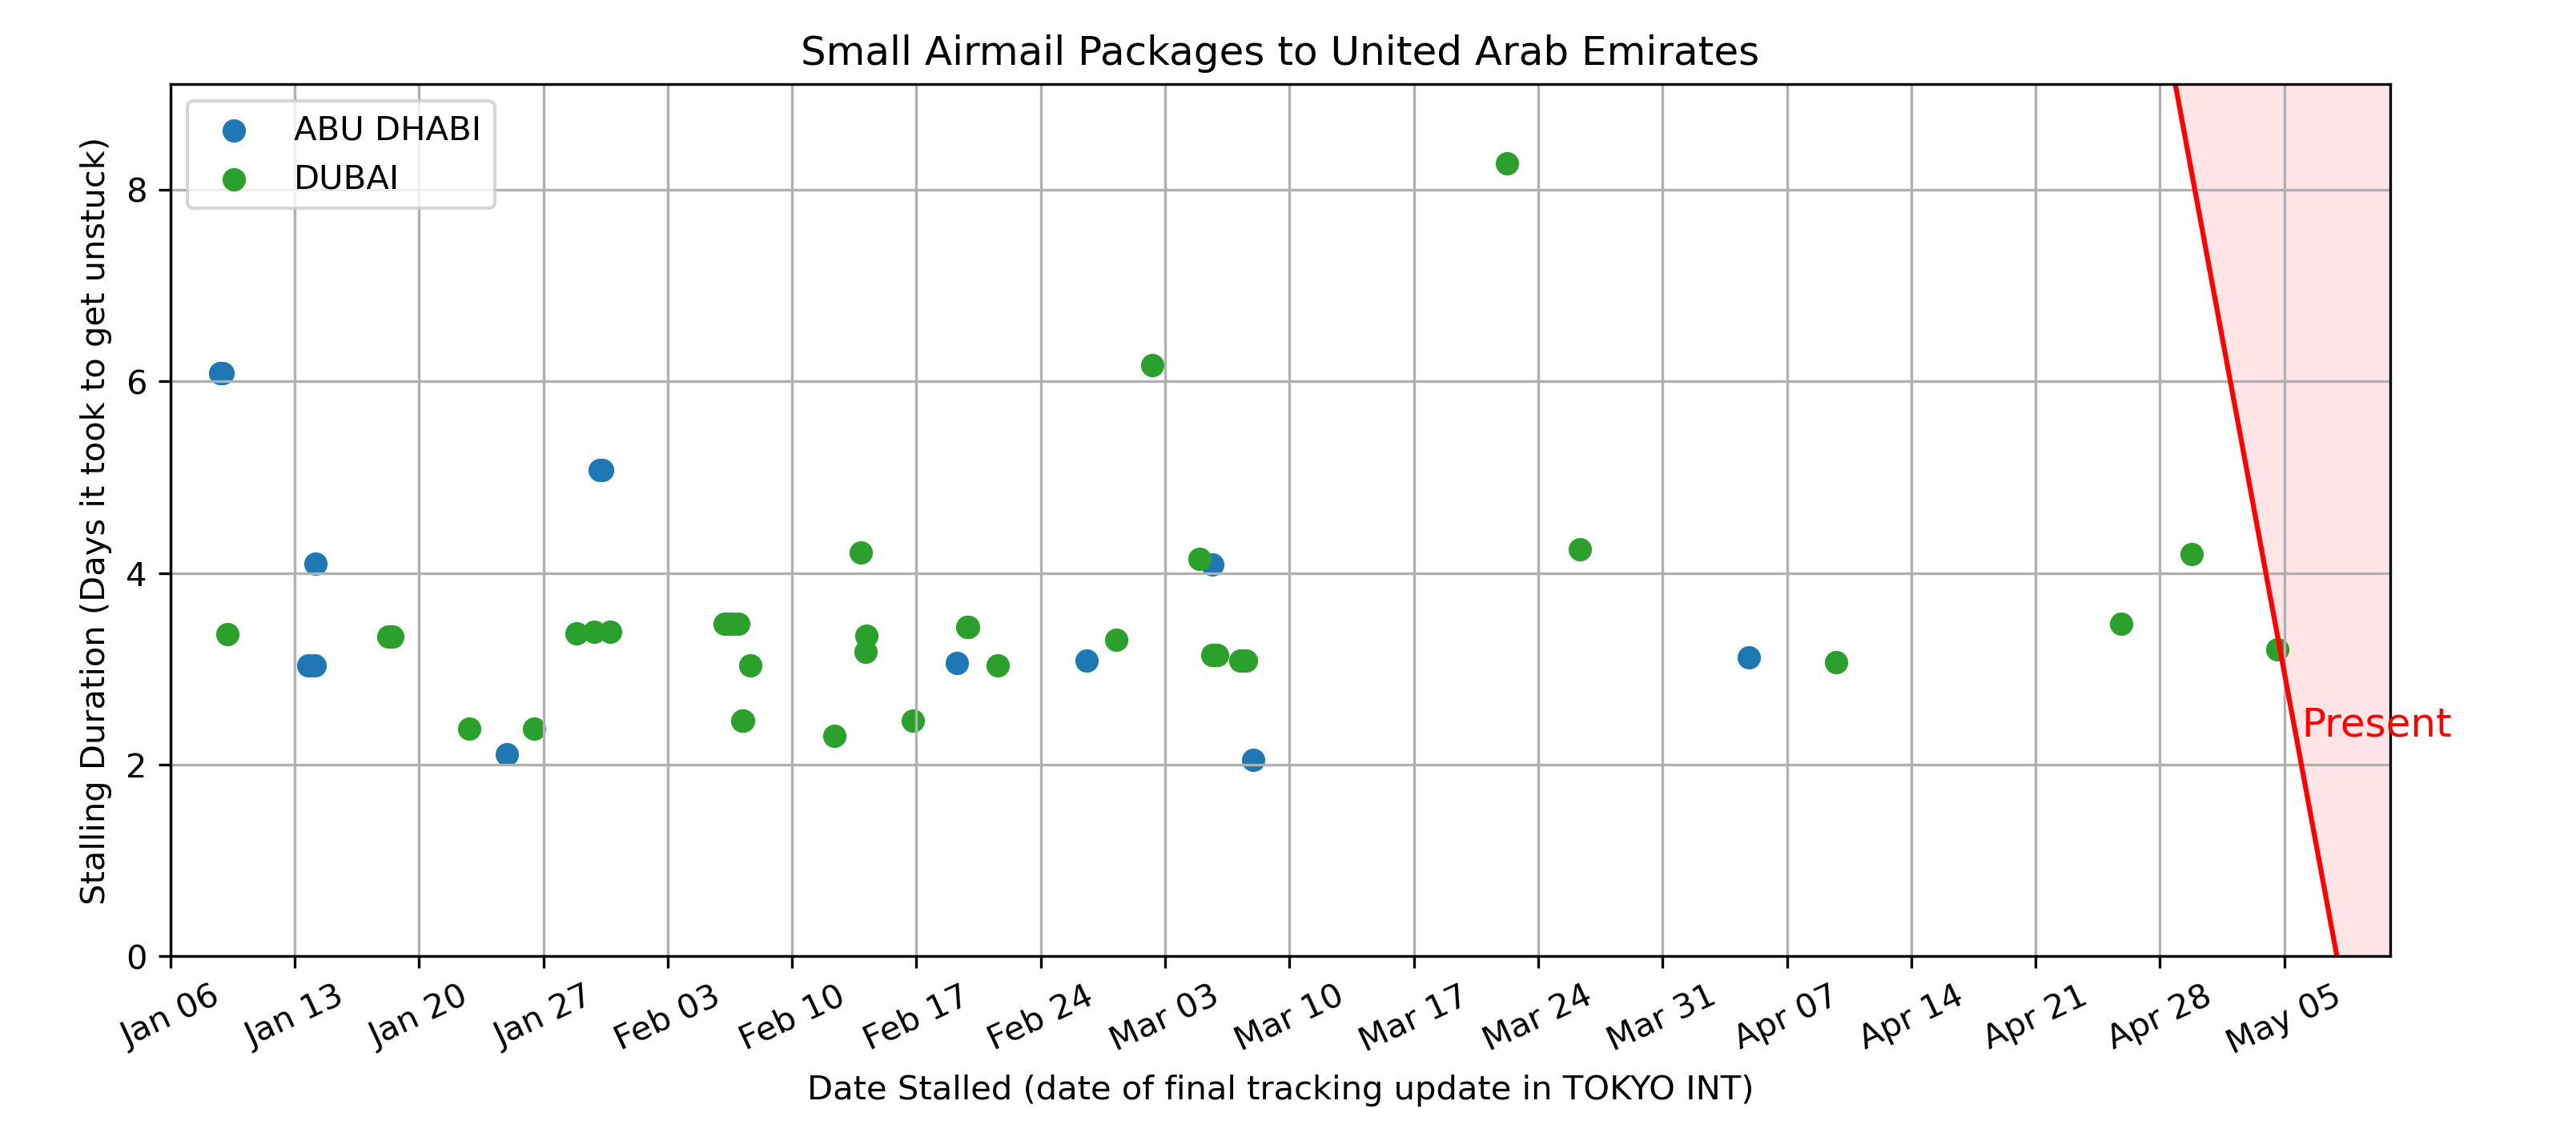 Small Airmail Packages to United Arab Emirates
ABU DHABI
DUBAI
Stalling Duration (Days it took to get unstuck)
8
6
4
2
0
Present
Jan 06
Jan 13
Jan 20
Jan 27
Feb 03
Feb 10
Feb 17
Feb 24
Mar 03
Mar 10
Mar 17
Mar 24
Mar 31
Apr 07
Apr 14
Apr 21
Apr 28
May 05
Date Stalled (date of final tracking update in TOKYO INT)